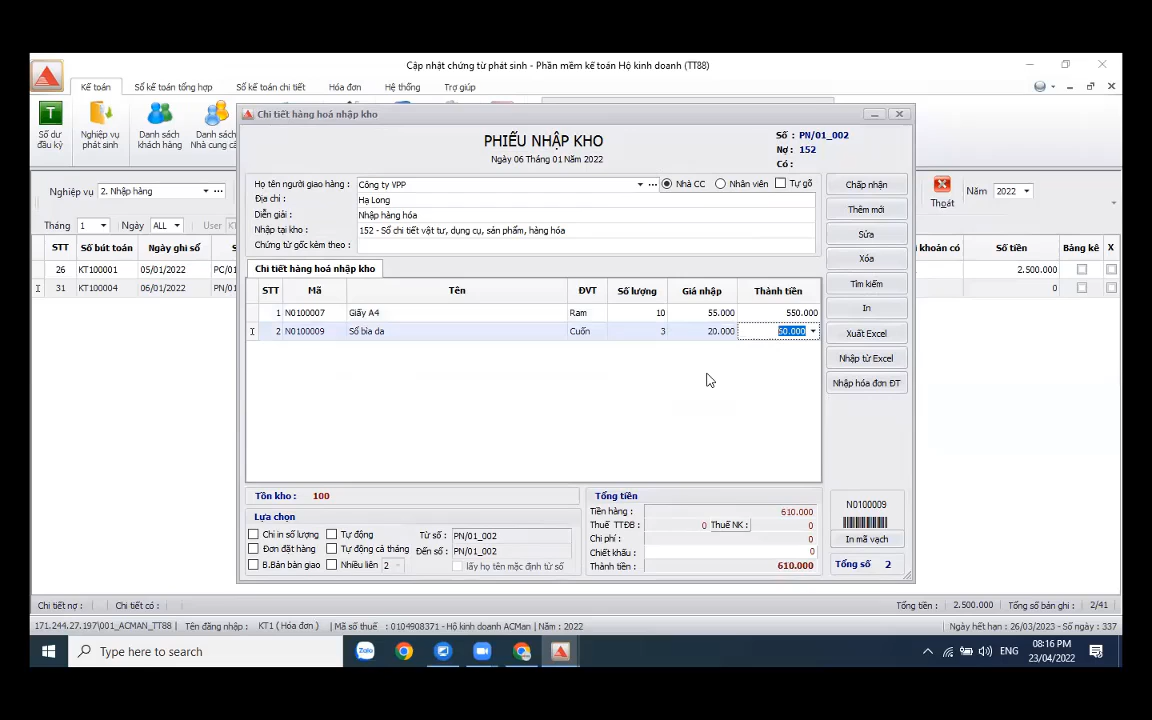 Cập nhật chứng từ phát sinh - Phần mềm kế toán Hộ kinh doanh (TT88)
Kế toán Sổ kế toán tổng hợp Sổ kế toán chi tiết Hóa đơn Hệ thống Trợ giúp
Số dư đầu kỳ
Nghiệp vụ phát sinh
Danh sách khách hàng
Danh sách Nhà cung cấ
Nghiệp vụ 2. Nhập hàng
Thoát
Năm 2022
Tháng 1 Ngày ALL User KT
STT Số bút toán Ngày ghi sổ S i khoản có Số tiền Bảng kê X
26 KT100001 05/01/2022 PC/01 2.500.000
31 KT100004 06/01/2022 PN/01 0
Chi tiết hàng hoá nhập kho
PHIẾU NHẬP KHO
Ngày 06 Tháng 01 Năm 2022
Số : PN/01_002
Nợ : 152
Có :
Họ tên người giao hàng : Công ty VPP Nhà CC Nhân viên Tự gõ
Địa chỉ : Hạ Long
Diễn giải : Nhập hàng hóa
Nhập tại kho : 152 - Sổ chi tiết vật tư, dụng cụ, sản phẩm, hàng hóa
Chứng từ gốc kèm theo :
Chi tiết hàng hoá nhập kho
STT Mã Tên ĐVT Số lượng Giá nhập Thành tiền
1 N0100007 Giấy A4 Ram 10 55.000 550.000
2 N0100009 Sổ bìa da Cuốn 3 20.000 60.000
Chấp nhận
Thêm mới
Sửa
Xóa
Tìm kiếm
In
Xuất Excel
Nhập từ Excel
Nhập hóa đơn ĐT
Tồn kho : 100
Lựa chọn
Chi in số lượng Tự động Từ số : PN/01_002
Đơn đặt hàng Tự động cả tháng Đến số : PN/01_002
B.Bản bàn giao Nhiều liên 2 lấy họ tên mặc định từ số
Tổng tiền
Tiền hàng : 610.000
Thuế TTĐB : 0 Thuế NK : 0
Chi phí : 0
Chiết khấu : 0
Thành tiền : 610.000
N0100009
In mã vạch
Tổng số 2
Chi tiết nợ : Chi tiết có : Tổng tiền : 2.500.000 Tổng số bản ghi : 2/41
171.244.27.197\001_ACMAN_TT88 Tên đăng nhập : KT1 (Hóa đơn) Mã số thuế : 0104908371 - Hộ kinh doanh ACMan | Năm : 2022 Ngày hết hạn : 26/03/2023 - Số ngày : 337
Type here to search
Zalo
ENG
08:16 PM
23/04/2022